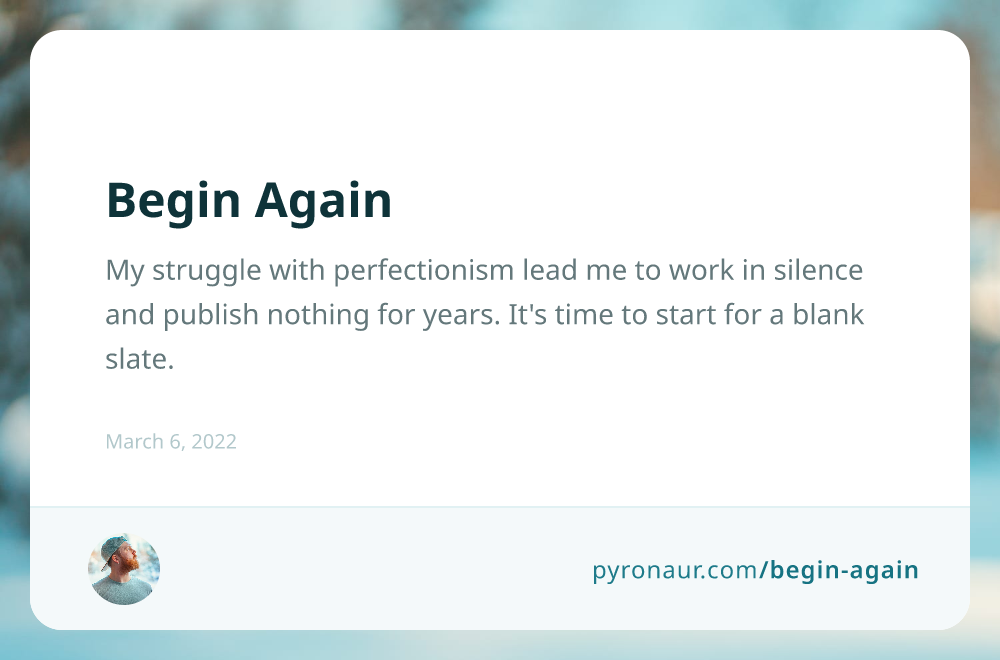 Begin Again
My struggle with perfectionism lead me to work in silence
and publish nothing for years. It's time to start for a blank
slate.
March 6, 2022
pyronaur.com/begin-again